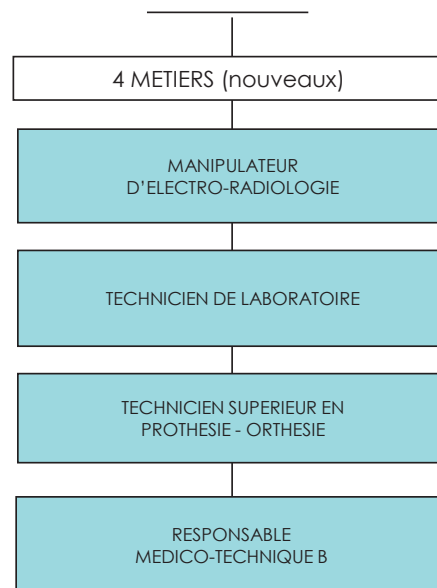 4 METIERS (nouveaux)
MANIPULATEUR
D'ELECTRO-RADIOLOGIE
TECHNICIEN DE LABORATOIRE
TECHNICIEN SUPERIEUR EN
PROTHESIE - ORTHESIE
RESPONSABLE
MEDICO-TECHNIQUE B